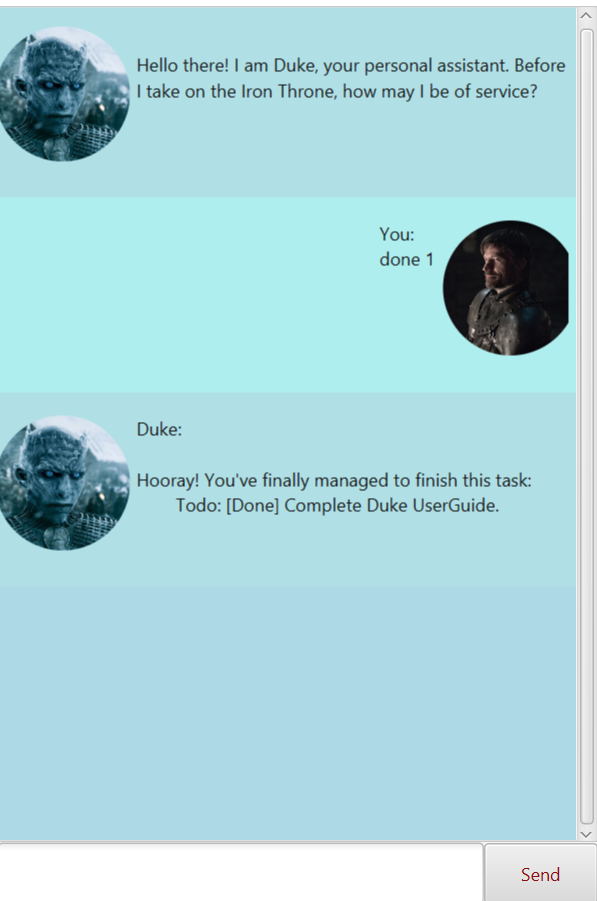 Hello there! I am Duke, your personal assistant. Before
I take on the Iron Throne, how may I be of service?
You:
done 1
Duke:
Hooray! You've finally managed to finish this task:
Todo: [Done] Complete Duke UserGuide.
Send